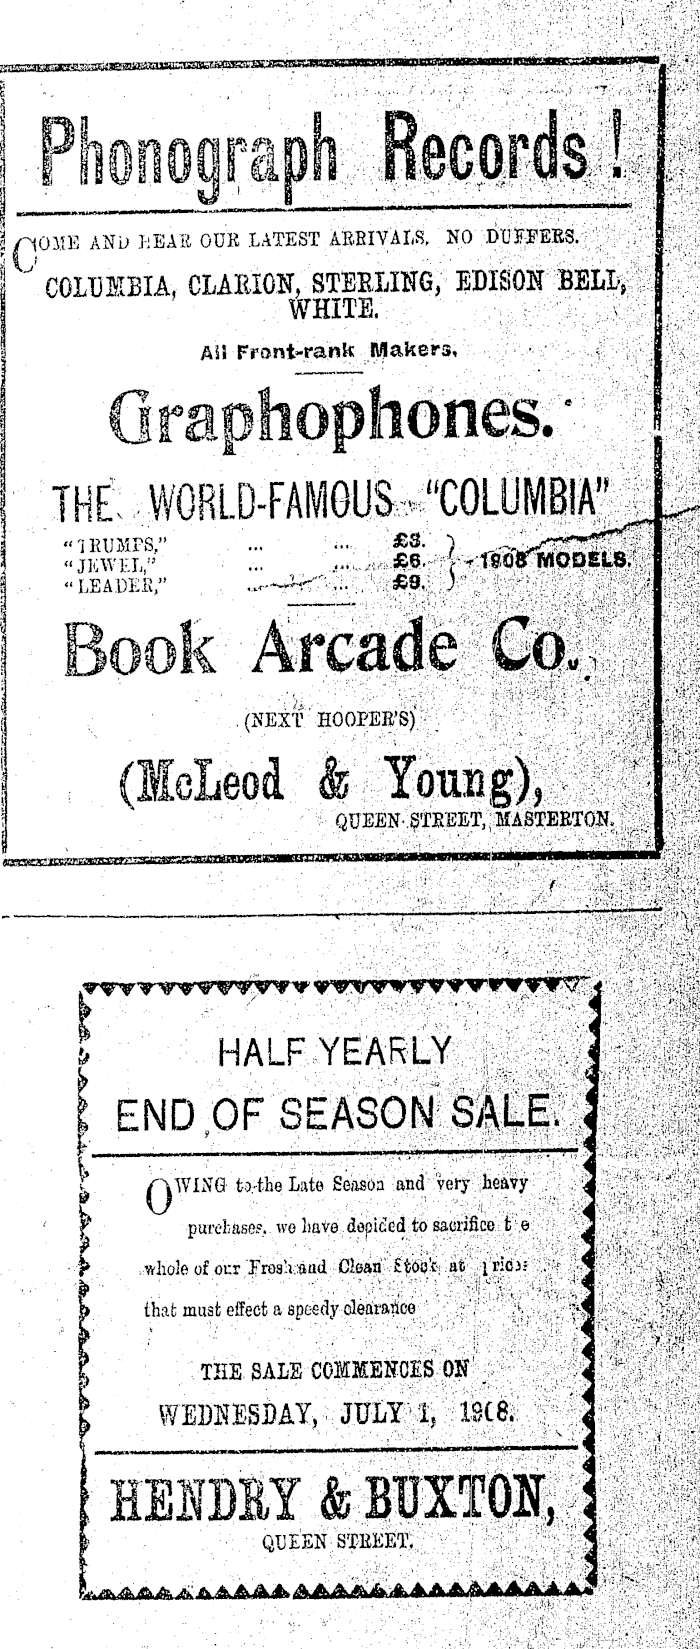 Phonograph Records!
COME AND HEAR OUR LATEST ARRIVALS. NO DUFFERS.
COLUMBIA, CLARION, STERLING, EDISON BELL,
WHITE.
All Front-rank Makers.
Graphophones.
THE WORLD-FAMOUS "COLUMBIA"
"TRUMPS," ... ... £3.
"JEWEL," ... ... £6. } 1908 MODELS.
"LEADER," ... ... £9.
Book Arcade Co.
(NEXT HOOPER'S)
(McLeod & Young),
QUEEN STREET, MASTERTON.
HALF YEARLY
END OF SEASON SALE.
OWING to the Late Season and very heavy
purchases, we have decided to sacrifice the
whole of our Fresh and Clean Stock at prices
that must effect a speedy clearance
THE SALE COMMENCES ON
WEDNESDAY, JULY 1, 1908.
HENDRY & BUXTON,
QUEEN STREET.